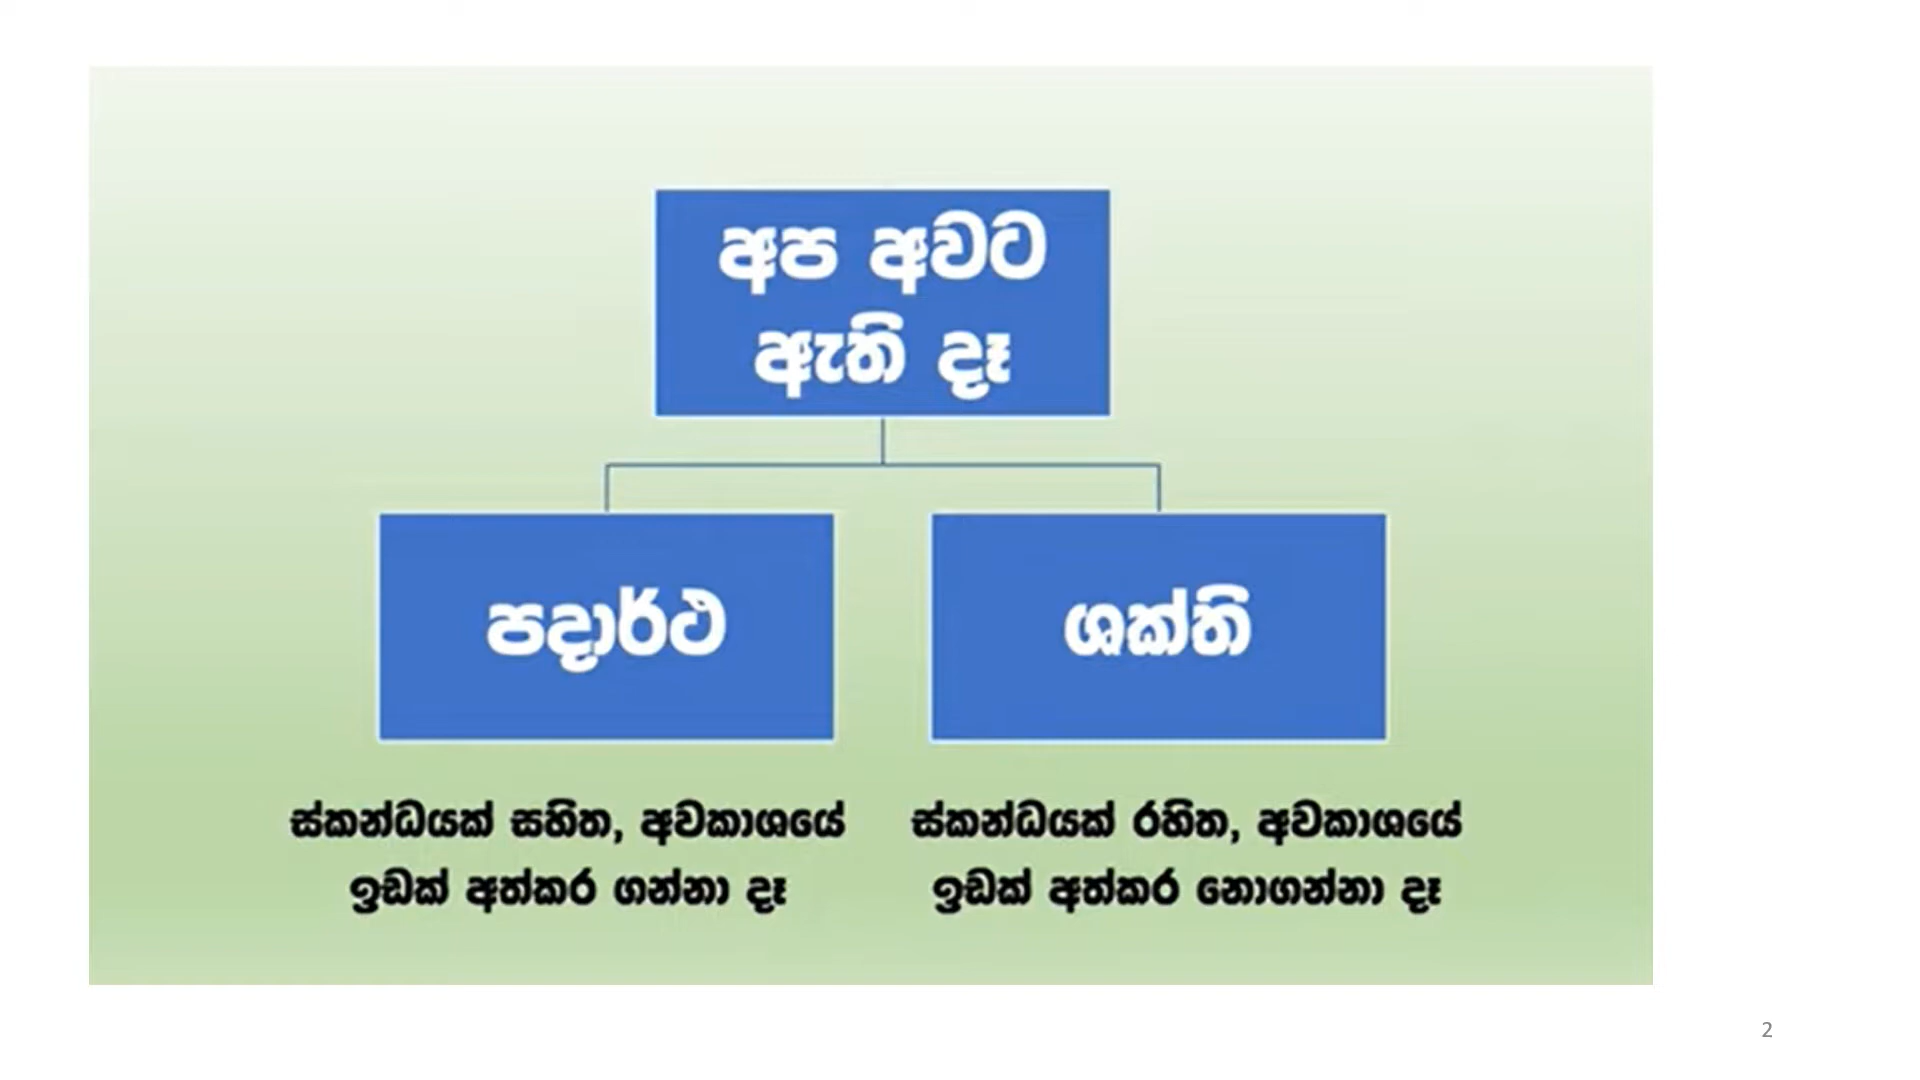 අප අවට
ඇති දෑ
පදාර්ථ
ශක්ති
ස්කන්ධයක් සහිත, අවකාශයේ
ඉඩක් අත්කර ගන්නා දෑ
ස්කන්ධයක් රහිත, අවකාශයේ
ඉඩක් අත්කර නොගන්නා දෑ
2